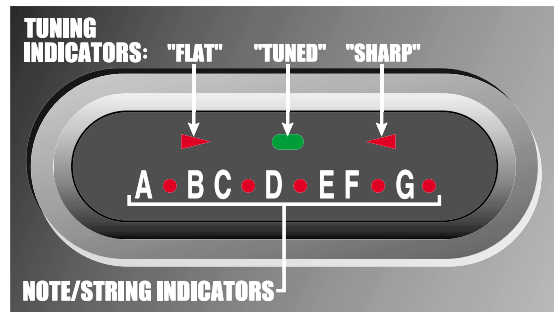 TUNING
INDICATORS: "FLAT" "TUNED" "SHARP"
A B C D E F G
NOTE/STRING INDICATORS